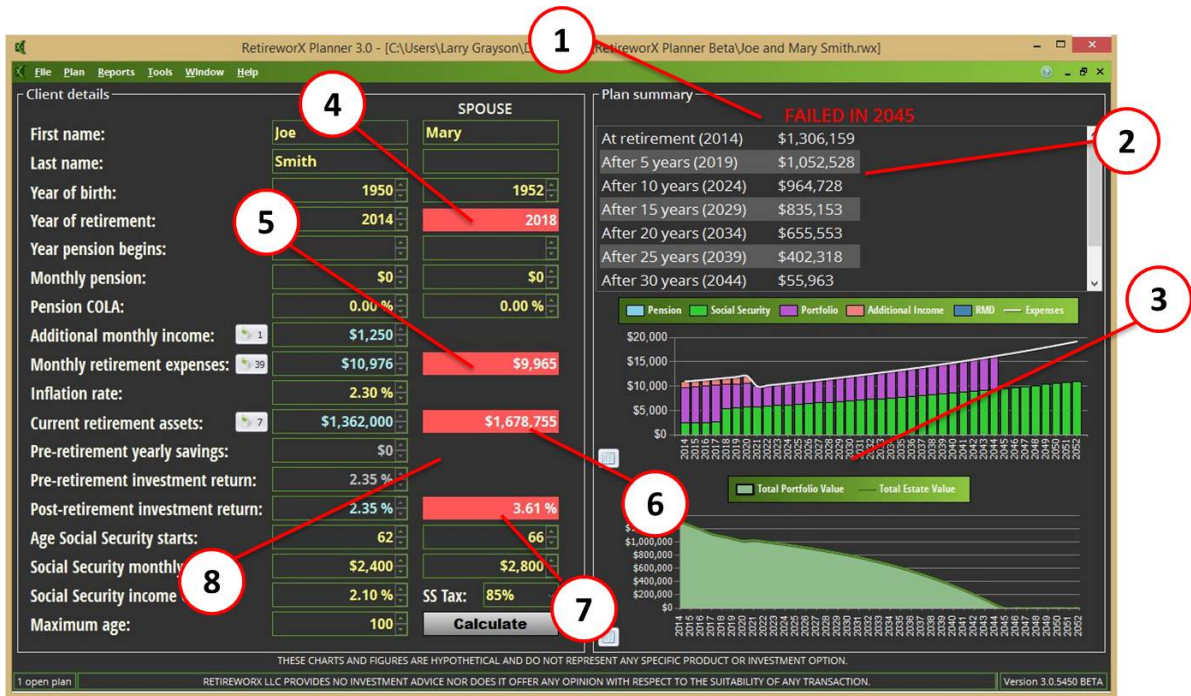 RetireworX Planner 3.0 - [C:\Users\Larry Grayson\D
RetireworX Planner Beta\Joe and Mary Smith.rwx]
1
File Plan Reports Tools Window Help
Client details
SPOUSE
First name: Joe Mary
Last name: Smith
Year of birth: 1950 1952
Year of retirement: 2014 2018
Year pension begins:
Monthly pension: $0 $0
Pension COLA: 0.00 % 0.00 %
Additional monthly income: 1 $1,250
Monthly retirement expenses: 39 $10,976 $9,965
Inflation rate: 2.30 %
Current retirement assets: 7 $1,362,000 $1,678,755
Pre-retirement yearly savings: $0
Pre-retirement investment return: 2.35 %
Post-retirement investment return: 2.35 % 3.61 %
Age Social Security starts: 62 66
Social Security monthly $2,400 $2,800
Social Security income 2.10 % SS Tax: 85%
Maximum age: 100 Calculate
4
5
8
6
7
Plan summary
FAILED IN 2045
At retirement (2014) $1,306,159
After 5 years (2019) $1,052,528
After 10 years (2024) $964,728
After 15 years (2029) $835,153
After 20 years (2034) $655,553
After 25 years (2039) $402,318
After 30 years (2044) $55,963
2
3
Pension Social Security Portfolio Additional Income RMD Expenses
$20,000
$15,000
$10,000
$5,000
$0
2014 2015 2016 2017 2018 2019 2020 2021 2022 2023 2024 2025 2026 2027 2028 2029 2030 2031 2032 2033 2034 2035 2036 2037 2038 2039 2040 2041 2042 2043 2044 2045 2046 2047 2048 2049 2050 2051 2052
Total Portfolio Value Total Estate Value
$1,000,000
$800,000
$600,000
$400,000
$200,000
$0
2014 2015 2016 2017 2018 2019 2020 2021 2022 2023 2024 2025 2026 2027 2028 2029 2030 2031 2032 2033 2034 2035 2036 2037 2038 2039 2040 2041 2042 2043 2044 2045 2046 2047 2048 2049 2050 2051 2052
THESE CHARTS AND FIGURES ARE HYPOTHETICAL AND DO NOT REPRESENT ANY SPECIFIC PRODUCT OR INVESTMENT OPTION.
1 open plan RETIREWORX LLC PROVIDES NO INVESTMENT ADVICE NOR DOES IT OFFER ANY OPINION WITH RESPECT TO THE SUITABILITY OF ANY TRANSACTION. Version 3.0.5450 BETA